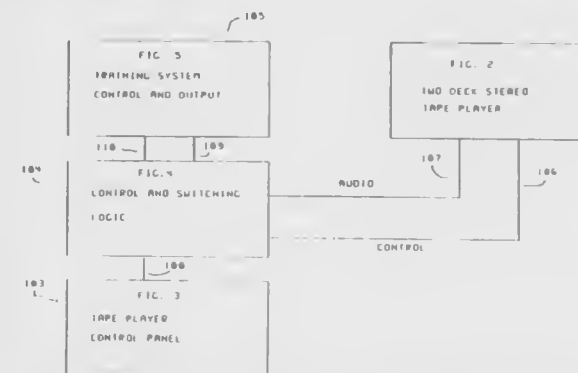 105
FIG. 5
TRAINING SYSTEM
CONTROL AND OUTPUT
FIG. 2
TWO DECK STEREO
TAPE PLAYER
110
109
107
106
104
FIG.4
CONTROL AND SWITCHING
LOGIC
AUDIO
CONTROL
108
103
FIG. 3
TAPE PLAYER
CONTROL PANEL